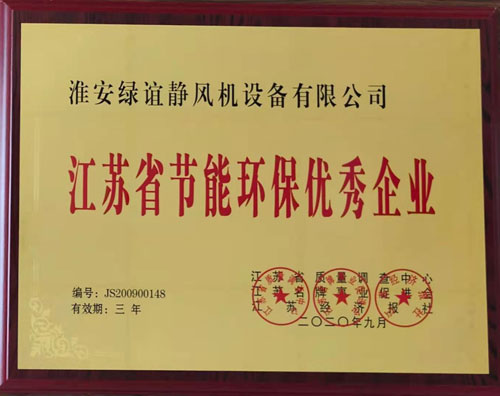 淮安绿谊静风机设备有限公司
江苏省节能环保优秀企业
编号：JS200900148
有效期：三 年
江苏省质量调查中心
江苏名牌事业促进会
江苏经济报社
二〇二〇年九月